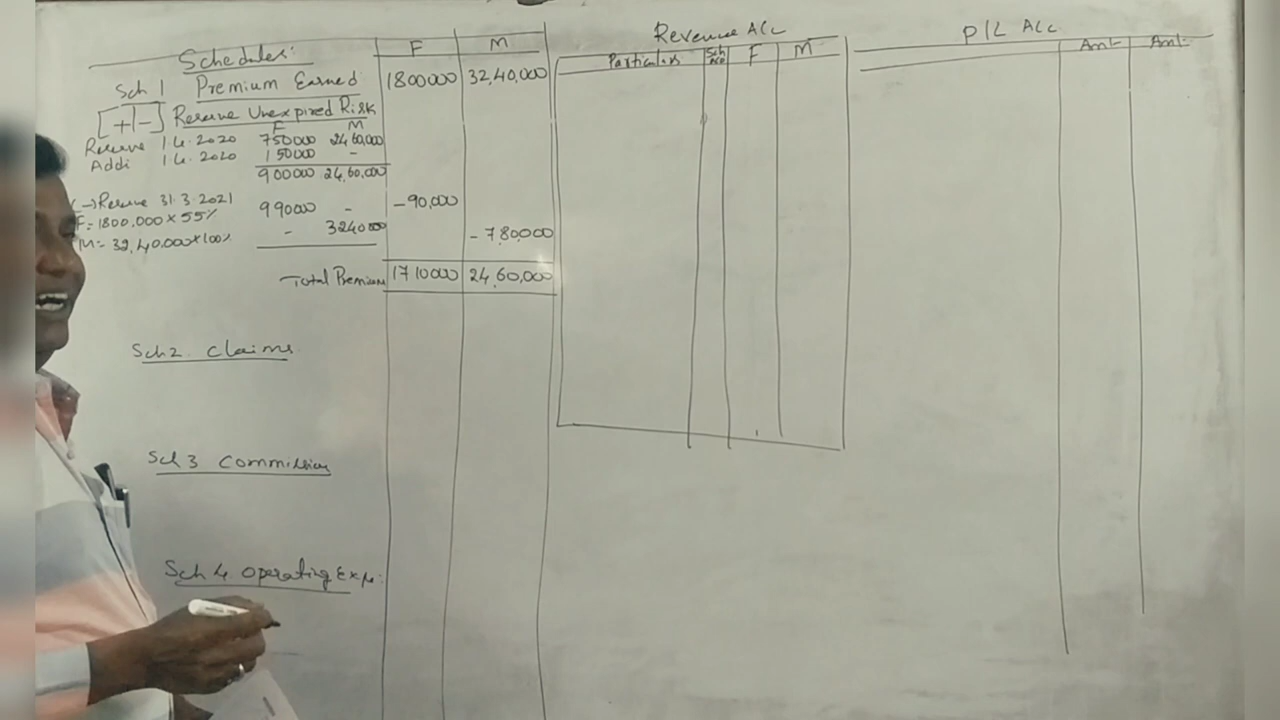 Schedules:
F M
Sch 1 Premium Earned 1800000 32,40,000
[+/-] Reserve Unexpired Risk
F M
Reserve 1.4.2020 750000 24,60,000
Addi 1.4.2020 150000 -
900000 24,60,000
(-) Reserve 31.3.2021 990000 - -90,000
F = 1800,000 x 55%
- 3240000 - 780,000
M = 32,40,000 x 100%
Total Premium 1710000 24,60,000
Sch 2. Claims
Sch 3 Commission
Sch 4 Operating Exp:
Revenue A/c
Particulars Sch No F M
P/L A/c
Amt Amt